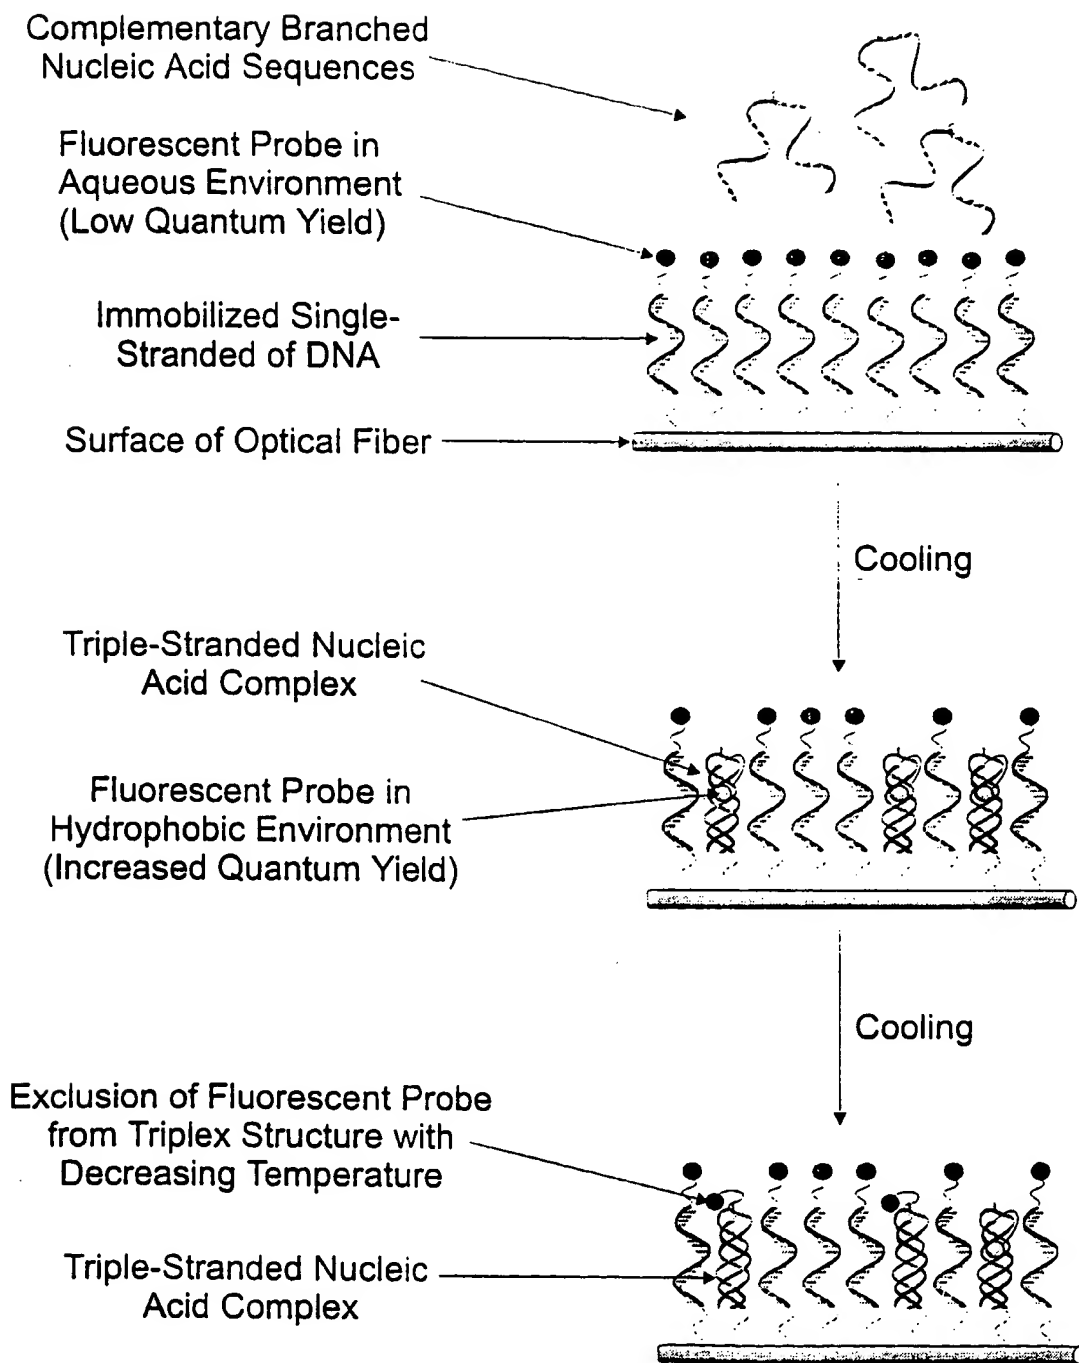 Complementary Branched
Nucleic Acid Sequences
Fluorescent Probe in
Aqueous Environment
(Low Quantum Yield)
Immobilized Single-
Stranded of DNA
Surface of Optical Fiber
Cooling
Triple-Stranded Nucleic
Acid Complex
Fluorescent Probe in
Hydrophobic Environment
(Increased Quantum Yield)
Cooling
Exclusion of Fluorescent Probe
from Triplex Structure with
Decreasing Temperature
Triple-Stranded Nucleic
Acid Complex